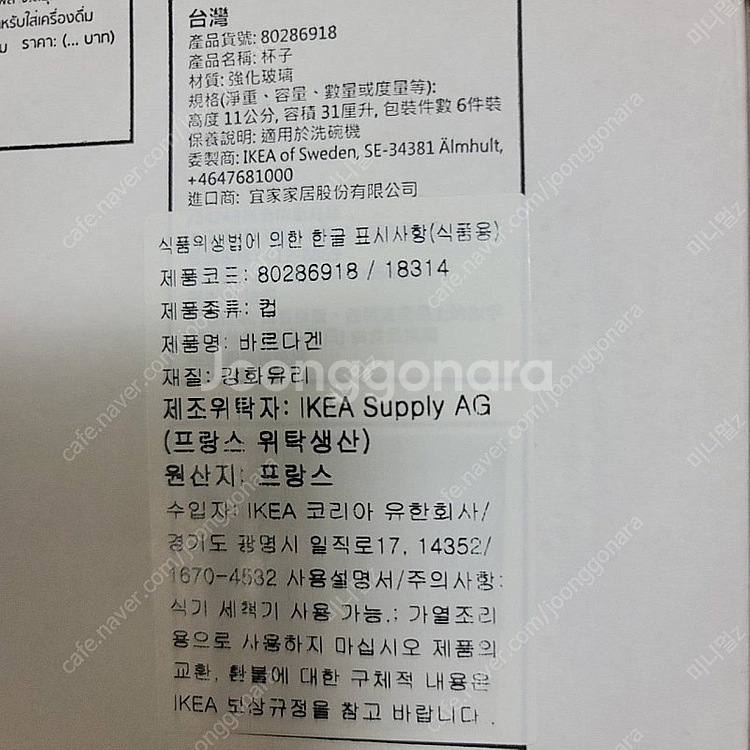 หรับใส่เครื่องดื่ม
ราคา: (... บาท)
台灣
產品貨號: 80286918
產品名稱: 杯子
材質: 強化玻璃
規格(淨重、容量、數量或度量等):
高度 11公分, 容積 31厘升, 包裝件數 6件裝
保養說明: 適用於洗碗機
委製商: IKEA of Sweden, SE-34381 Älmhult,
+4647681000
進口商: 宜家家居股份有限公司
식품위생법에 의한 한글 표시사항(식품용)
제품코드: 80286918 / 18314
제품종류: 컵
제품명: 바르다겐
Joonggonara
재질: 강화유리
제조위탁자: IKEA Supply AG
(프랑스 위탁생산)
원산지: 프랑스
수입자: IKEA 코리아 유한회사/
경기도 광명시 일직로17, 14352/
1670-4532 사용설명서/주의사항:
식기 세척기 사용 가능.; 가열조리
용으로 사용하지 마십시오 제품의
교환, 환불에 대한 구체적 내용은
IKEA 보상규정을 참고 바랍니다.
cafe.naver.com/joonggonara
미니멀z